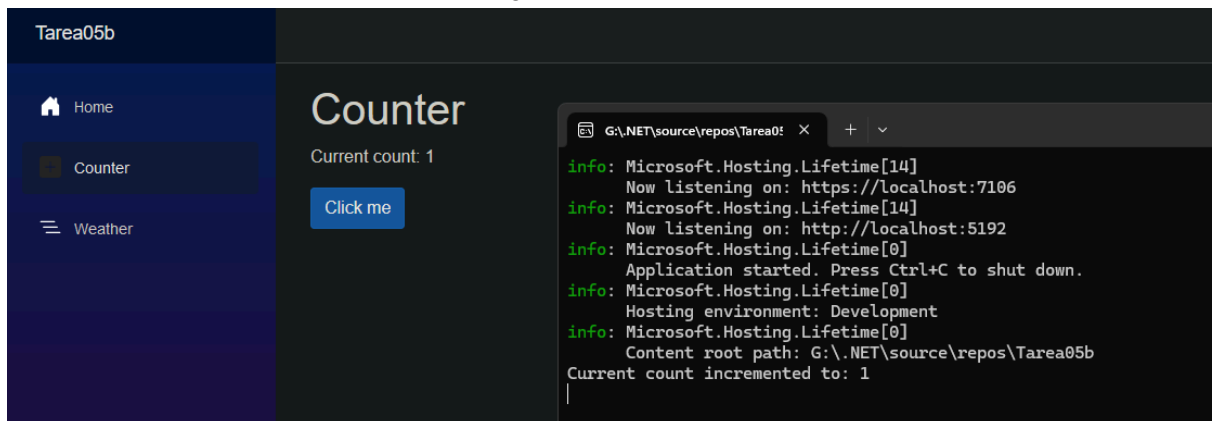 Tarea05b
Home
Counter
Weather
Counter
Current count: 1
Click me
G:\.NET\source\repos\Tarea05
info: Microsoft.Hosting.Lifetime[14]
Now listening on: https://localhost:7106
info: Microsoft.Hosting.Lifetime[14]
Now listening on: http://localhost:5192
info: Microsoft.Hosting.Lifetime[0]
Application started. Press Ctrl+C to shut down.
info: Microsoft.Hosting.Lifetime[0]
Hosting environment: Development
info: Microsoft.Hosting.Lifetime[0]
Content root path: G:\.NET\source\repos\Tarea05b
Current count incremented to: 1